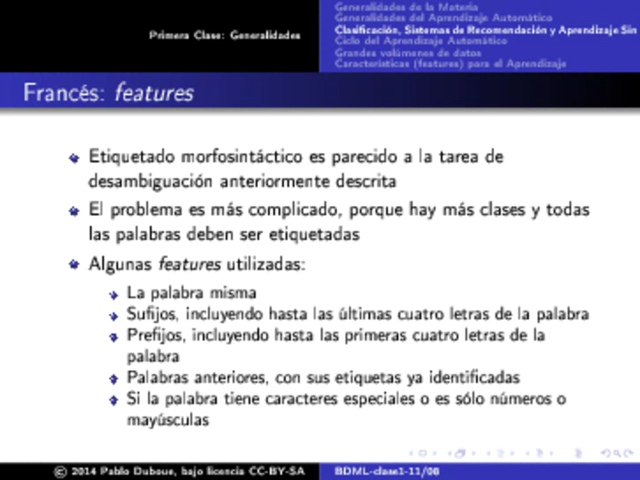 Primera Clase: Generalidades
Generalidades de la Materia
Generalidades del Aprendizaje Automático
Clasificación, Sistemas de Recomendación y Aprendizaje Sin
Ciclo del Aprendizaje Automático
Grandes volúmenes de datos
Características (features) para el Aprendizaje
Francés: features
Etiquetado morfosintáctico es parecido a la tarea de
desambiguación anteriormente descrita
El problema es más complicado, porque hay más clases y todas
las palabras deben ser etiquetadas
Algunas features utilizadas:
La palabra misma
Sufijos, incluyendo hasta las últimas cuatro letras de la palabra
Prefijos, incluyendo hasta las primeras cuatro letras de la
palabra
Palabras anteriores, con sus etiquetas ya identificadas
Si la palabra tiene caracteres especiales o es sólo números o
mayúsculas
© 2014 Pablo Duboue, bajo licencia CC-BY-SA
BDML-clase1-11/08